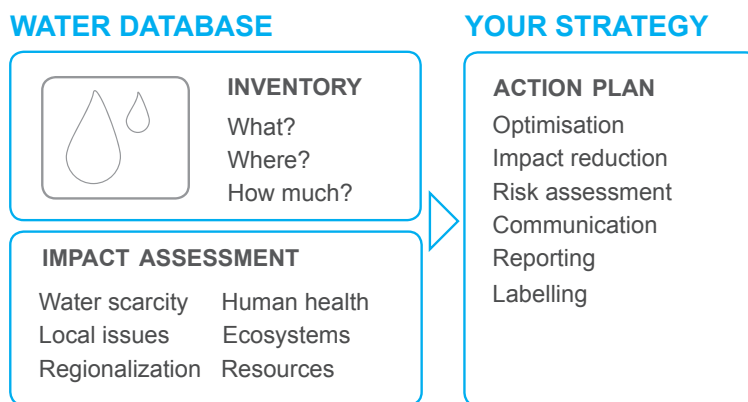 WATER DATABASE
INVENTORY
What?
Where?
How much?
IMPACT ASSESSMENT
Water scarcity Human health
Local issues Ecosystems
Regionalization Resources
YOUR STRATEGY
ACTION PLAN
Optimisation
Impact reduction
Risk assessment
Communication
Reporting
Labelling